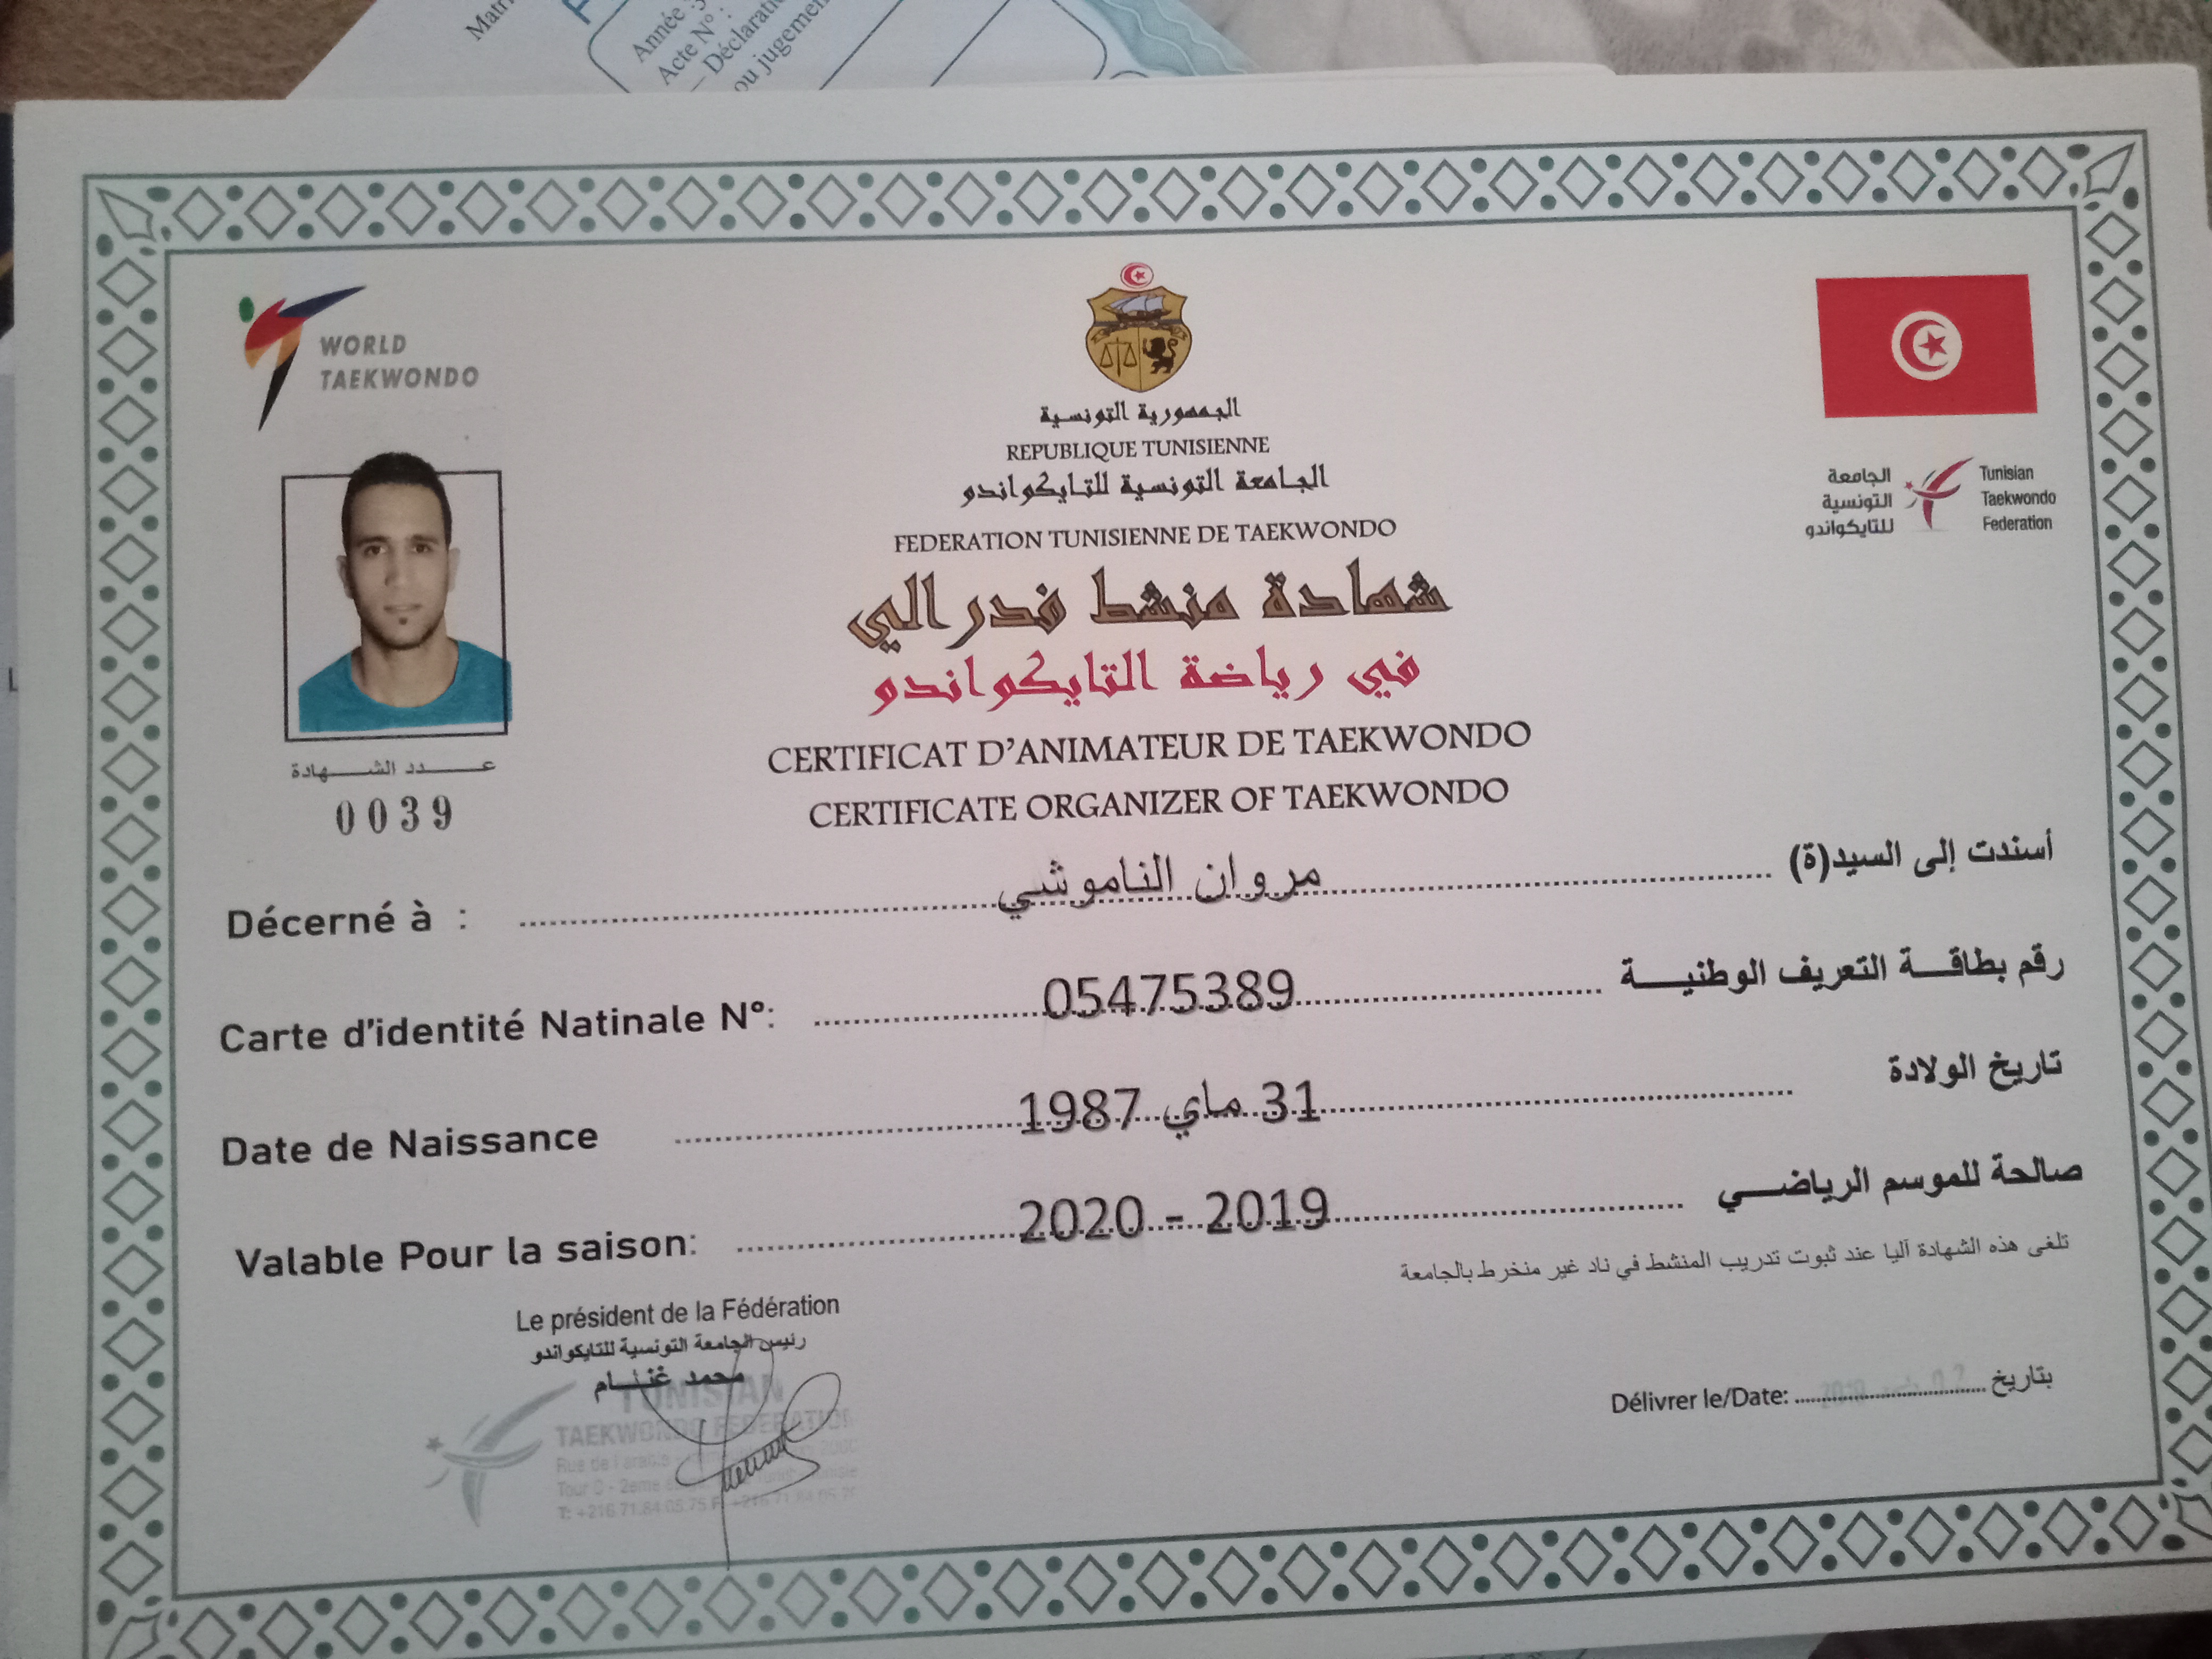 Année :
Acte N° :
— Déclarati
ou jugemen
WORLD
TAEKWONDO
الجمهورية التونسية
REPUBLIQUE TUNISIENNE
الجامعة التونسية للتايكواندو
FEDERATION TUNISIENNE DE TAEKWONDO
الجامعة
التونسية
للتايكواندو
Tunisian
Taekwondo
Federation
شهادة منشط فدرالي
في رياضة التايكواندو
CERTIFICAT D'ANIMATEUR DE TAEKWONDO
CERTIFICATE ORGANIZER OF TAEKWONDO
عدد الشهادة
0039
أسندت إلى السيد(ة) مروان الناموشي Décerné à :
رقم بطاقة التعريف الوطنية 05475389 Carte d'identité Natinale N°:
تاريخ الولادة 31 ماي 1987 Date de Naissance
صالحة للموسم الرياضي 2019 - 2020 Valable Pour la saison:
تلغى هذه الشهادة آليا عند ثبوت تدريب المنشط في ناد غير منخرط بالجامعة
Le président de la Fédération
رئيس الجامعة التونسية للتايكواندو
محمد غنام
TUNISIAN
TAEKWONDO FEDERATION
Délivrer le/Date: بتاريخ